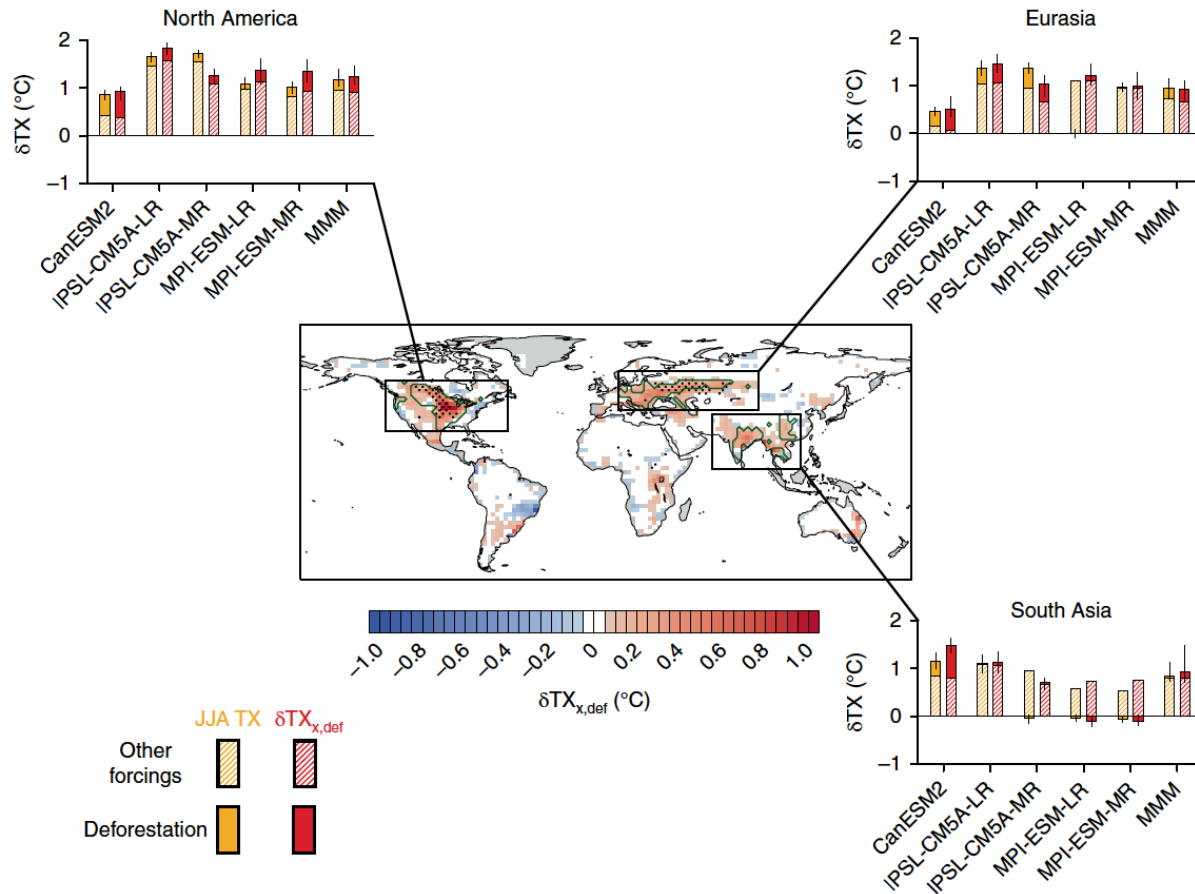 North America
2
1
0
−1
δTX (°C)
CanESM2
IPSL-CM5A-LR
IPSL-CM5A-MR
MPI-ESM-LR
MPI-ESM-MR
MMM
Eurasia
2
1
0
−1
δTX (°C)
CanESM2
IPSL-CM5A-LR
IPSL-CM5A-MR
MPI-ESM-LR
MPI-ESM-MR
MMM
−1.0
−0.8
−0.6
−0.4
−0.2
0
0.2
0.4
0.6
0.8
1.0
δTXx,def (°C)
South Asia
2
1
0
−1
δTX (°C)
CanESM2
IPSL-CM5A-LR
IPSL-CM5A-MR
MPI-ESM-LR
MPI-ESM-MR
MMM
JJA TX δTXx,def
Other
forcings
Deforestation